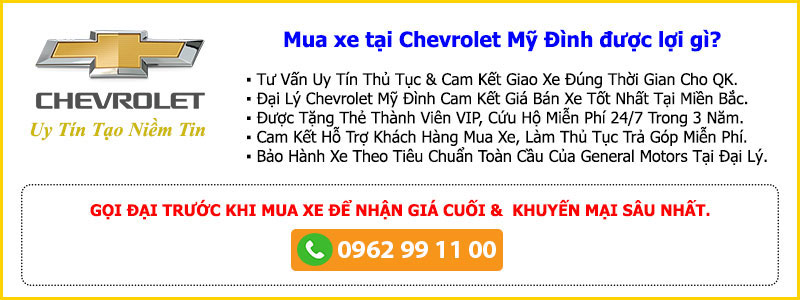 Mua xe tại Chevrolet Mỹ Đình được lợi gì?
CHEVROLET
Uy Tín Tạo Niềm Tin
▪ Tư Vấn Uy Tín Thủ Tục & Cam Kết Giao Xe Đúng Thời Gian Cho QK.
▪ Đại Lý Chevrolet Mỹ Đình Cam Kết Giá Bán Xe Tốt Nhất Tại Miền Bắc.
▪ Được Tặng Thẻ Thành Viên VIP, Cứu Hộ Miễn Phí 24/7 Trong 3 Năm.
▪ Cam Kết Hỗ Trợ Khách Hàng Mua Xe, Làm Thủ Tục Trả Góp Miễn Phí.
▪ Bảo Hành Xe Theo Tiêu Chuẩn Toàn Cầu Của General Motors Tại Đại Lý.
GỌI ĐẠI TRƯỚC KHI MUA XE ĐỂ NHẬN GIÁ CUỐI & KHUYẾN MẠI SÂU NHẤT.
0962 99 11 00